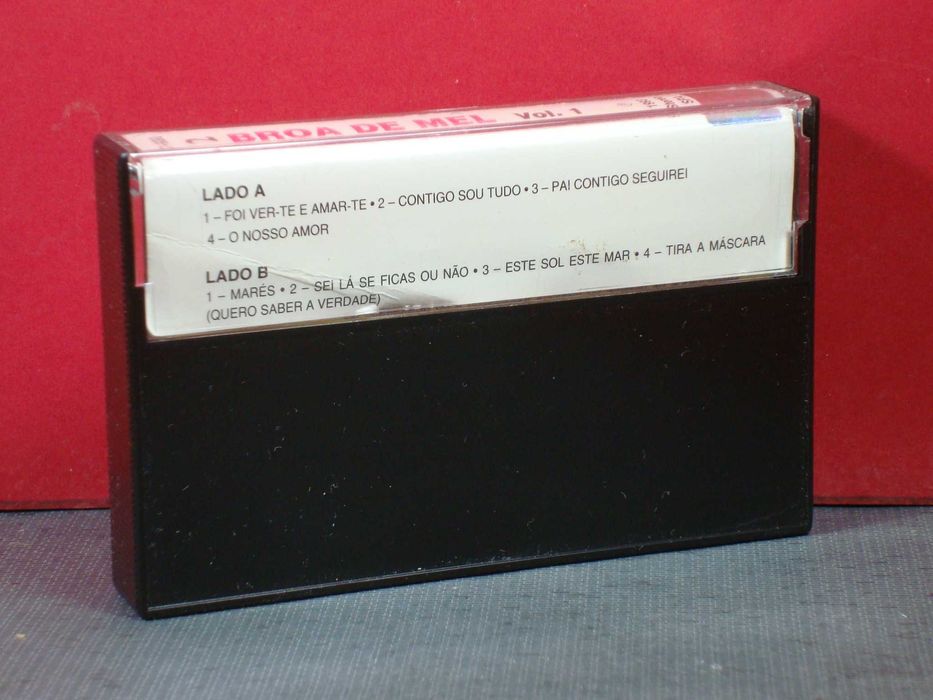 BROA DE MEL Vol. 1
LADO A
1 – FOI VER-TE E AMAR-TE • 2 – CONTIGO SOU TUDO • 3 – PAI CONTIGO SEGUIREI
4 – O NOSSO AMOR
LADO B
1 – MARÉS • 2 – SEI LÁ SE FICAS OU NÃO • 3 – ESTE SOL ESTE MAR • 4 – TIRA A MÁSCARA
(QUERO SABER A VERDADE)